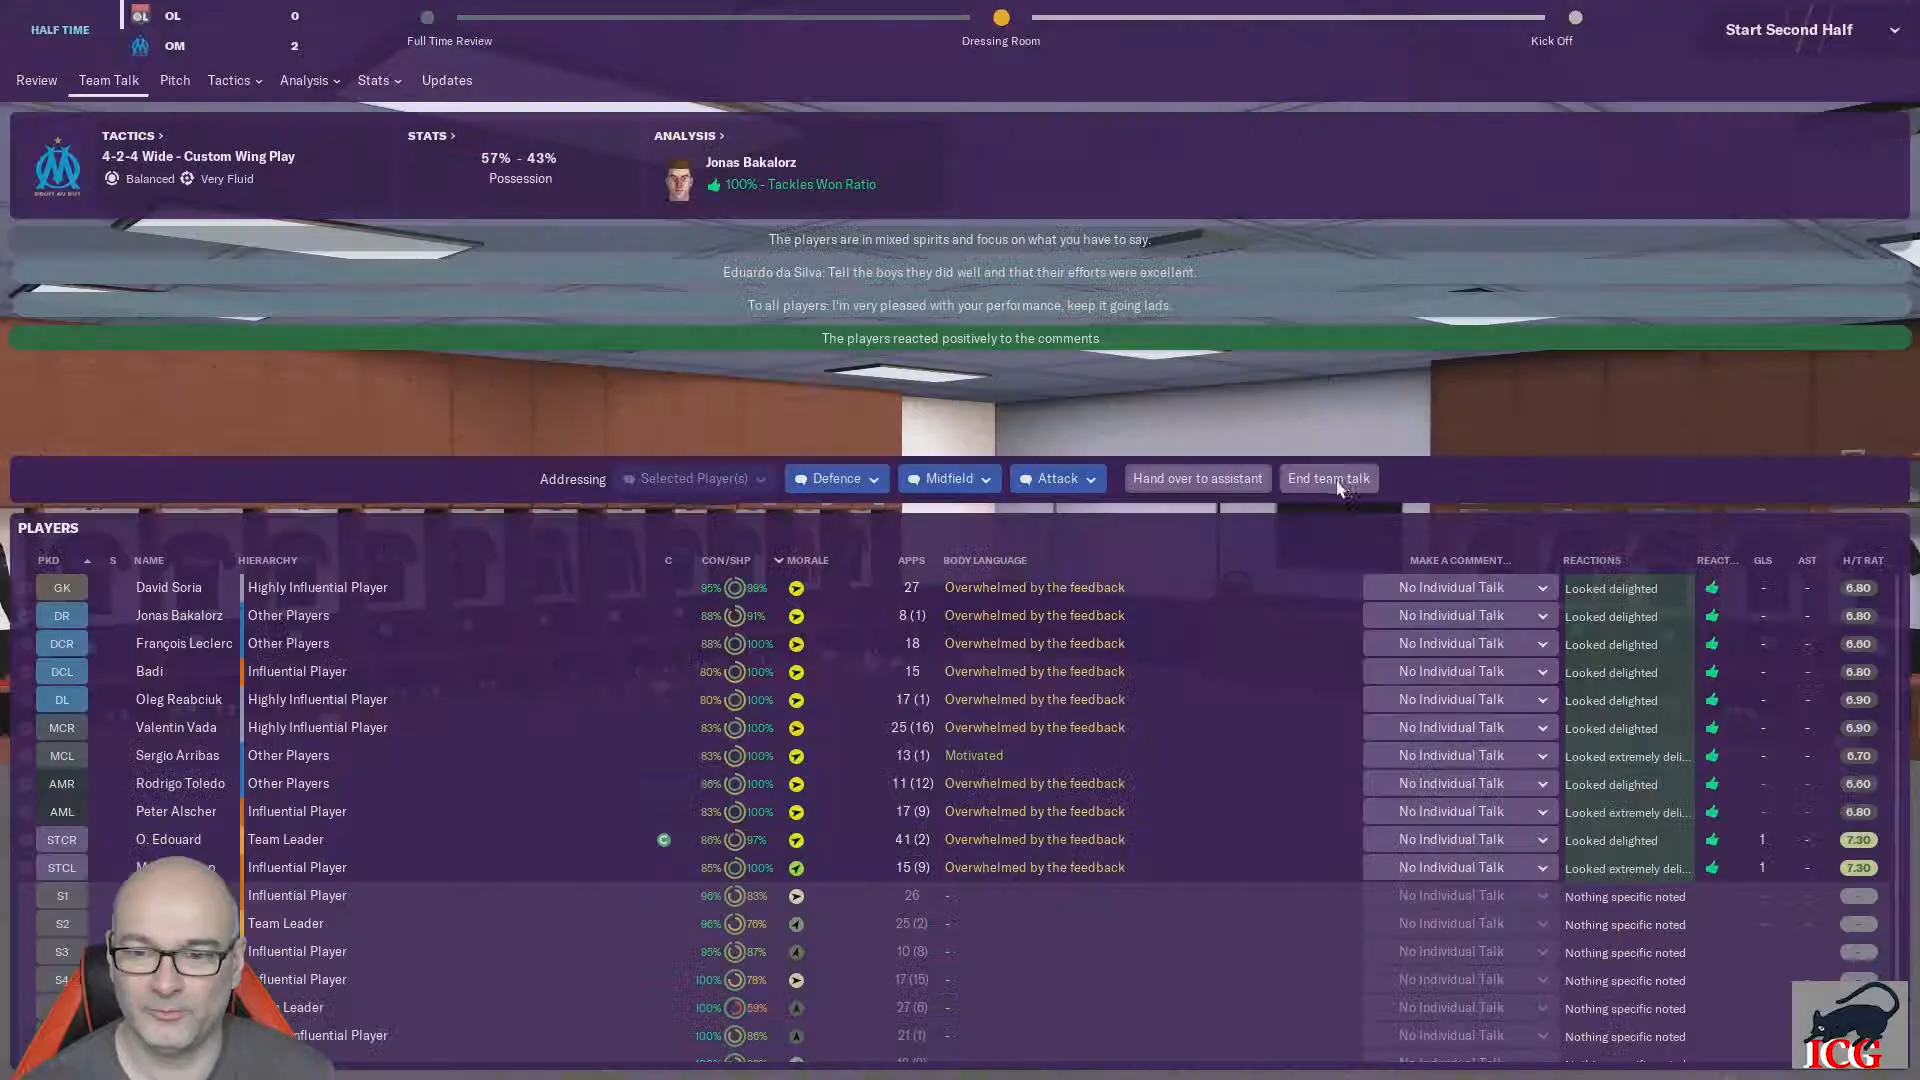 HALF TIME
OL 0
OM 2
Full Time Review
Dressing Room
Kick Off
Start Second Half
Review Team Talk Pitch Tactics Analysis Stats Updates
TACTICS >
4-2-4 Wide - Custom Wing Play
Balanced Very Fluid
DROIT AU BUT
STATS >
57% - 43%
Possession
ANALYSIS >
Jonas Bakalorz
100% - Tackles Won Ratio
The players are in mixed spirits and focus on what you have to say.
Eduardo da Silva: Tell the boys they did well and that their efforts were excellent.
To all players: I'm very pleased with your performance, keep it going lads.
The players reacted positively to the comments
Addressing Selected Player(s) Defence Midfield Attack Hand over to assistant End team talk
PLAYERS
PKD S NAME HIERARCHY C CON/SHP MORALE APPS BODY LANGUAGE MAKE A COMMENT... REACTIONS REACT... GLS AST H/T RAT
GK David Soria Highly Influential Player 95% 99% 27 Overwhelmed by the feedback No Individual Talk Looked delighted - - 6.80
DR Jonas Bakalorz Other Players 88% 91% 8 (1) Overwhelmed by the feedback No Individual Talk Looked delighted - - 6.80
DCR François Leclerc Other Players 88% 100% 18 Overwhelmed by the feedback No Individual Talk Looked delighted - - 6.60
DCL Badi Influential Player 80% 100% 15 Overwhelmed by the feedback No Individual Talk Looked delighted - - 6.80
DL Oleg Reabciuk Highly Influential Player 80% 100% 17 (1) Overwhelmed by the feedback No Individual Talk Looked delighted - - 6.90
MCR Valentin Vada Highly Influential Player 83% 100% 25 (16) Overwhelmed by the feedback No Individual Talk Looked delighted - - 6.90
MCL Sergio Arribas Other Players 83% 100% 13 (1) Motivated No Individual Talk Looked extremely deli... - - 6.70
AMR Rodrigo Toledo Other Players 86% 100% 11 (12) Overwhelmed by the feedback No Individual Talk Looked delighted - - 6.60
AML Peter Alscher Influential Player 83% 100% 17 (9) Overwhelmed by the feedback No Individual Talk Looked extremely deli... - - 6.80
STCR O. Edouard Team Leader C 86% 97% 41 (2) Overwhelmed by the feedback No Individual Talk Looked delighted 1 - 7.30
STCL Influential Player 85% 100% 15 (9) Overwhelmed by the feedback No Individual Talk Looked extremely deli... 1 - 7.30
S1 Influential Player 96% 83% 26 - No Individual Talk Nothing specific noted - - -
S2 Team Leader 96% 76% 25 (2) - No Individual Talk Nothing specific noted - - -
S3 Influential Player 95% 87% 10 (8) - No Individual Talk Nothing specific noted -
S4 Influential Player 100% 78% 17 (15) - No Individual Talk Nothing specific noted -
Leader 100% 59% 27 (6) - No Individual Talk Nothing specific noted -
Influential Player 100% 86% 21 (1) - No Individual Talk Nothing specific noted -
ICG